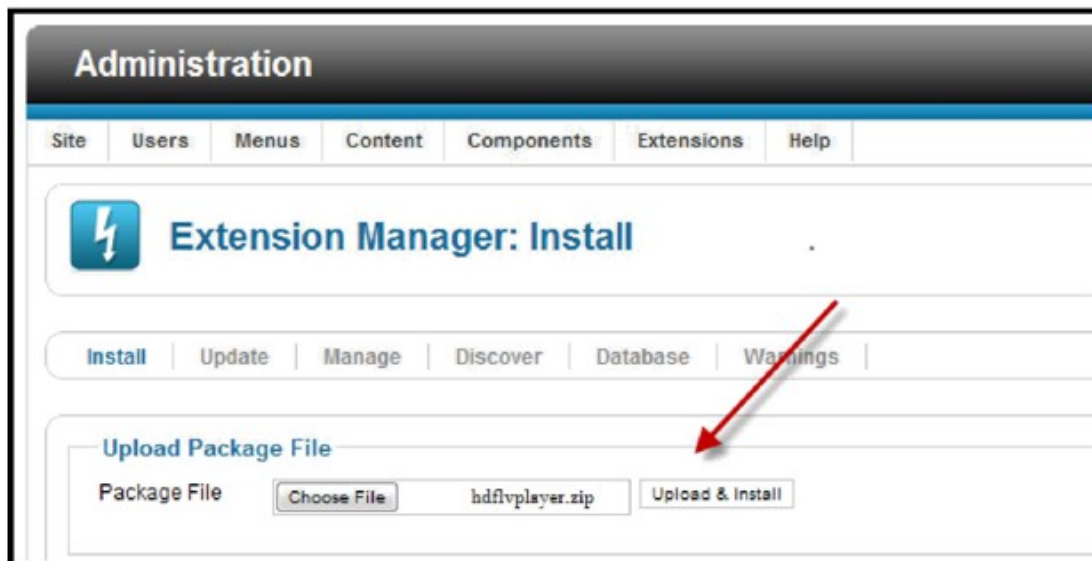 Administration
Site Users Menus Content Components Extensions Help
Extension Manager: Install
Install Update Manage Discover Database Warnings
Upload Package File
Package File Choose File hdflvplayer.zip Upload & Install